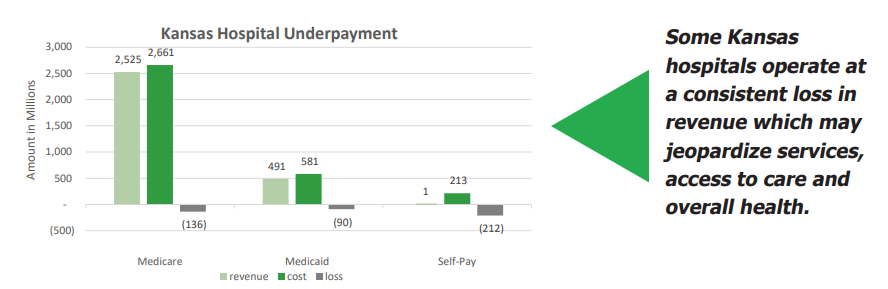 Kansas Hospital Underpayment
Amount in Millions
3,000
2,500
2,000
1,500
1,000
500
-
(500)
2,525
2,661
(136)
491
581
(90)
1
213
(212)
Medicare
Medicaid
Self-Pay
revenue cost loss
Some Kansas
hospitals operate at
a consistent loss in
revenue which may
jeopardize services,
access to care and
overall health.